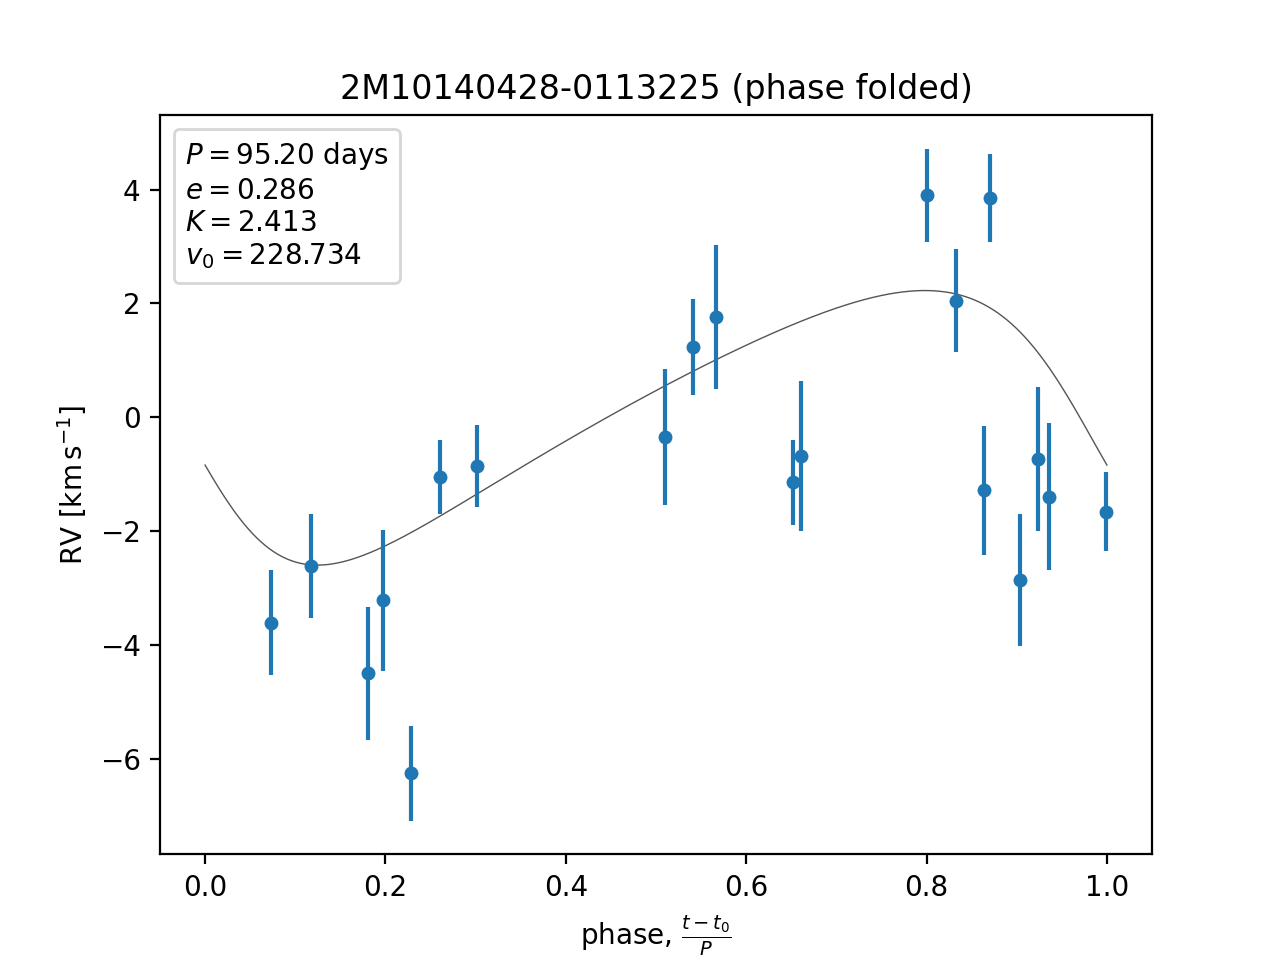 2M10140428-0113225 (phase folded)
P = 95.20 days
e = 0.286
K = 2.413
v₀ = 228.734
4
2
0
−2
−4
−6
RV [km s⁻¹]
0.0 0.2 0.4 0.6 0.8 1.0
phase, (t − t₀)/P